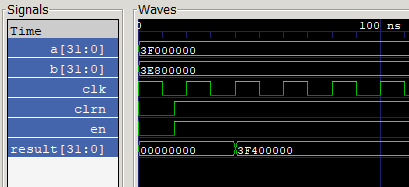 Signals
Waves
Time
0
100 ns
a[31:0]
3F000000
b[31:0]
3E800000
clk
clrn
en
result[31:0]
00000000
3F400000